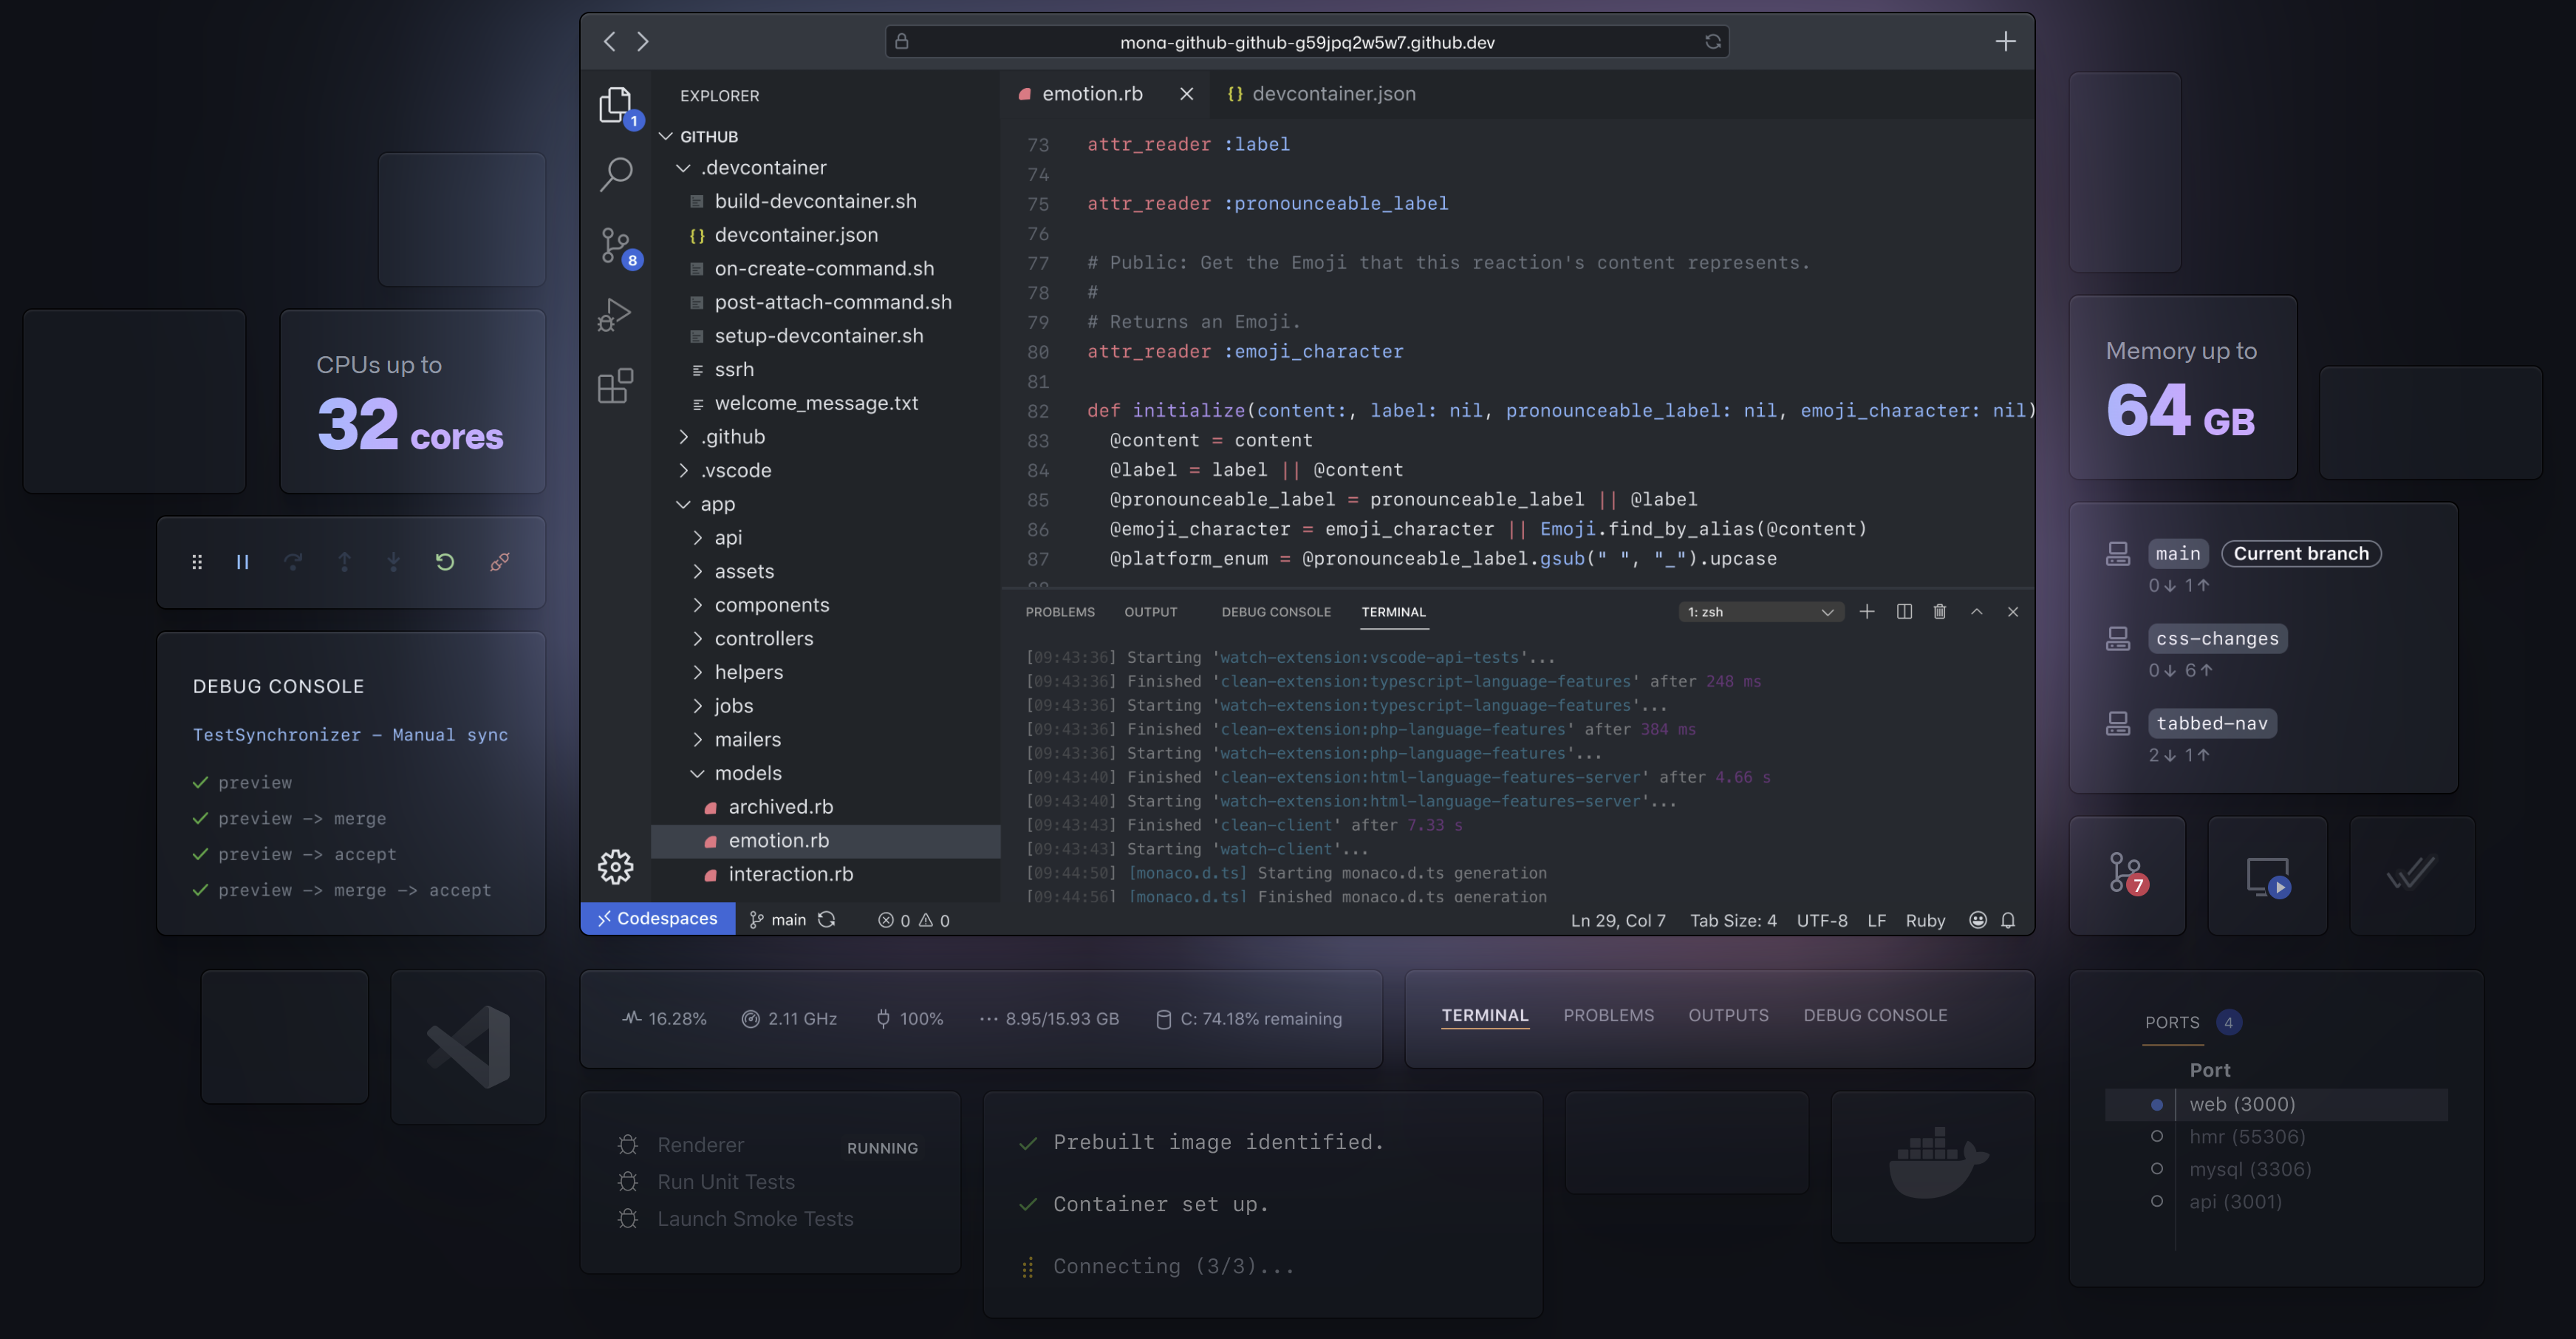 mona-github-github-g59jpq2w5w7.github.dev
EXPLORER
GITHUB
.devcontainer
build-devcontainer.sh
devcontainer.json
on-create-command.sh
post-attach-command.sh
setup-devcontainer.sh
ssrh
welcome_message.txt
.github
.vscode
app
api
assets
components
controllers
helpers
jobs
mailers
models
archived.rb
emotion.rb
interaction.rb
1
8
emotion.rb
devcontainer.json
73 attr_reader :label
74
75 attr_reader :pronounceable_label
76
77 # Public: Get the Emoji that this reaction's content represents.
78 #
79 # Returns an Emoji.
80 attr_reader :emoji_character
81
82 def initialize(content:, label: nil, pronounceable_label: nil, emoji_character: nil)
83 @content = content
84 @label = label || @content
85 @pronounceable_label = pronounceable_label || @label
86 @emoji_character = emoji_character || Emoji.find_by_alias(@content)
87 @platform_enum = @pronounceable_label.gsub(" ", "_").upcase
PROBLEMS OUTPUT DEBUG CONSOLE TERMINAL 1: zsh
[09:43:36] Starting 'watch-extension:vscode-api-tests'...
[09:43:36] Finished 'clean-extension:typescript-language-features' after 248 ms
[09:43:36] Starting 'watch-extension:typescript-language-features'...
[09:43:36] Finished 'clean-extension:php-language-features' after 384 ms
[09:43:36] Starting 'watch-extension:php-language-features'...
[09:43:40] Finished 'clean-extension:html-language-features-server' after 4.66 s
[09:43:40] Starting 'watch-extension:html-language-features-server'...
[09:43:43] Finished 'clean-client' after 7.33 s
[09:43:43] Starting 'watch-client'...
[09:44:50] [monaco.d.ts] Starting monaco.d.ts generation
[09:44:56] [monaco.d.ts] Finished monaco.d.ts generation
Codespaces main 0 0 Ln 29, Col 7 Tab Size: 4 UTF-8 LF Ruby
CPUs up to
32 cores
DEBUG CONSOLE
TestSynchronizer – Manual sync
preview
preview -> merge
preview -> accept
preview -> merge -> accept
Memory up to
64 GB
main Current branch
0↓ 1↑
css-changes
0↓ 6↑
tabbed-nav
2↓ 1↑
7
16.28% 2.11 GHz 100% 8.95/15.93 GB C: 74.18% remaining
TERMINAL PROBLEMS OUTPUTS DEBUG CONSOLE
Renderer RUNNING
Run Unit Tests
Launch Smoke Tests
Prebuilt image identified.
Container set up.
Connecting (3/3)...
PORTS 4
Port
web (3000)
hmr (55306)
mysql (3306)
api (3001)